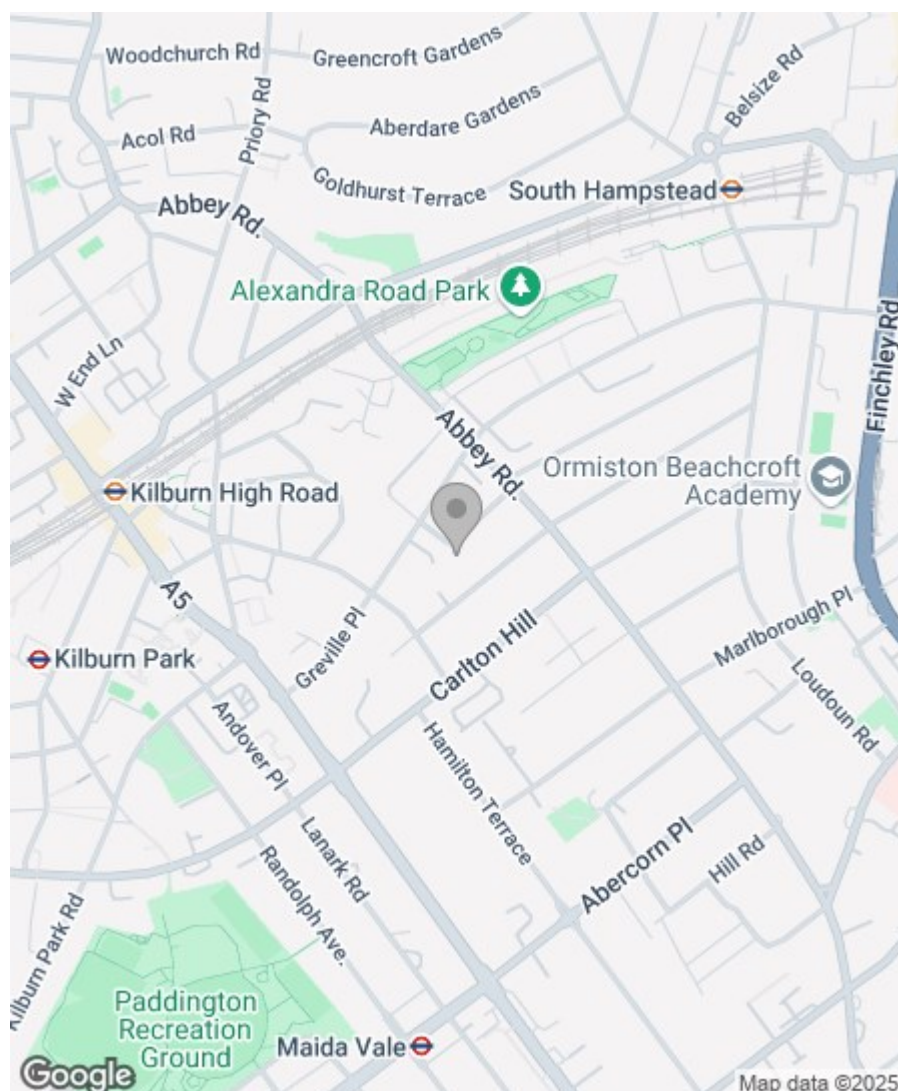 Woodchurch Rd
Greencroft Gardens
Belsize Rd
Priory Rd
Aberdare Gardens
Acol Rd
Goldhurst Terrace
South Hampstead
Abbey Rd.
Alexandra Road Park
Finchley Rd
W End Ln
Abbey Rd.
Ormiston Beachcroft
Academy
Kilburn High Road
A5
Marlborough Pl
Greville Pl
Carlton Hill
Kilburn Park
Loudoun Rd
Andover Pl
Hamilton Terrace
Lanark Rd
Abercorn Pl
Hill Rd
Randolph Ave.
Kilburn Park Rd
Paddington
Recreation
Ground
Maida Vale
Google
Map data ©2025